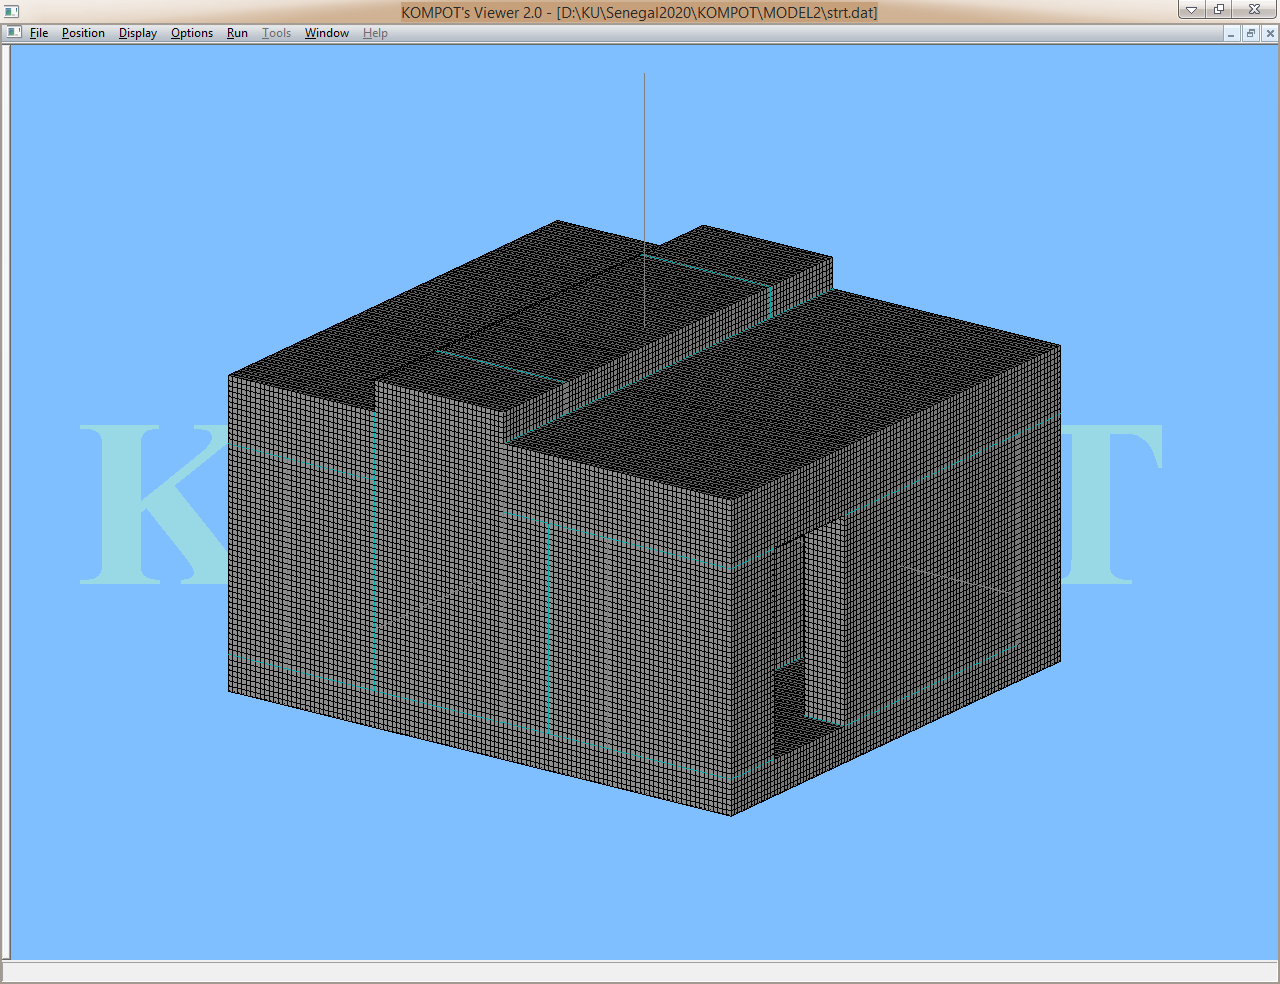 KOMPOT's Viewer 2.0 - [D:\KU\Senegal2020\KOMPOT\MODEL2\strt.dat]
File Position Display Options Run Tools Window Help
K T